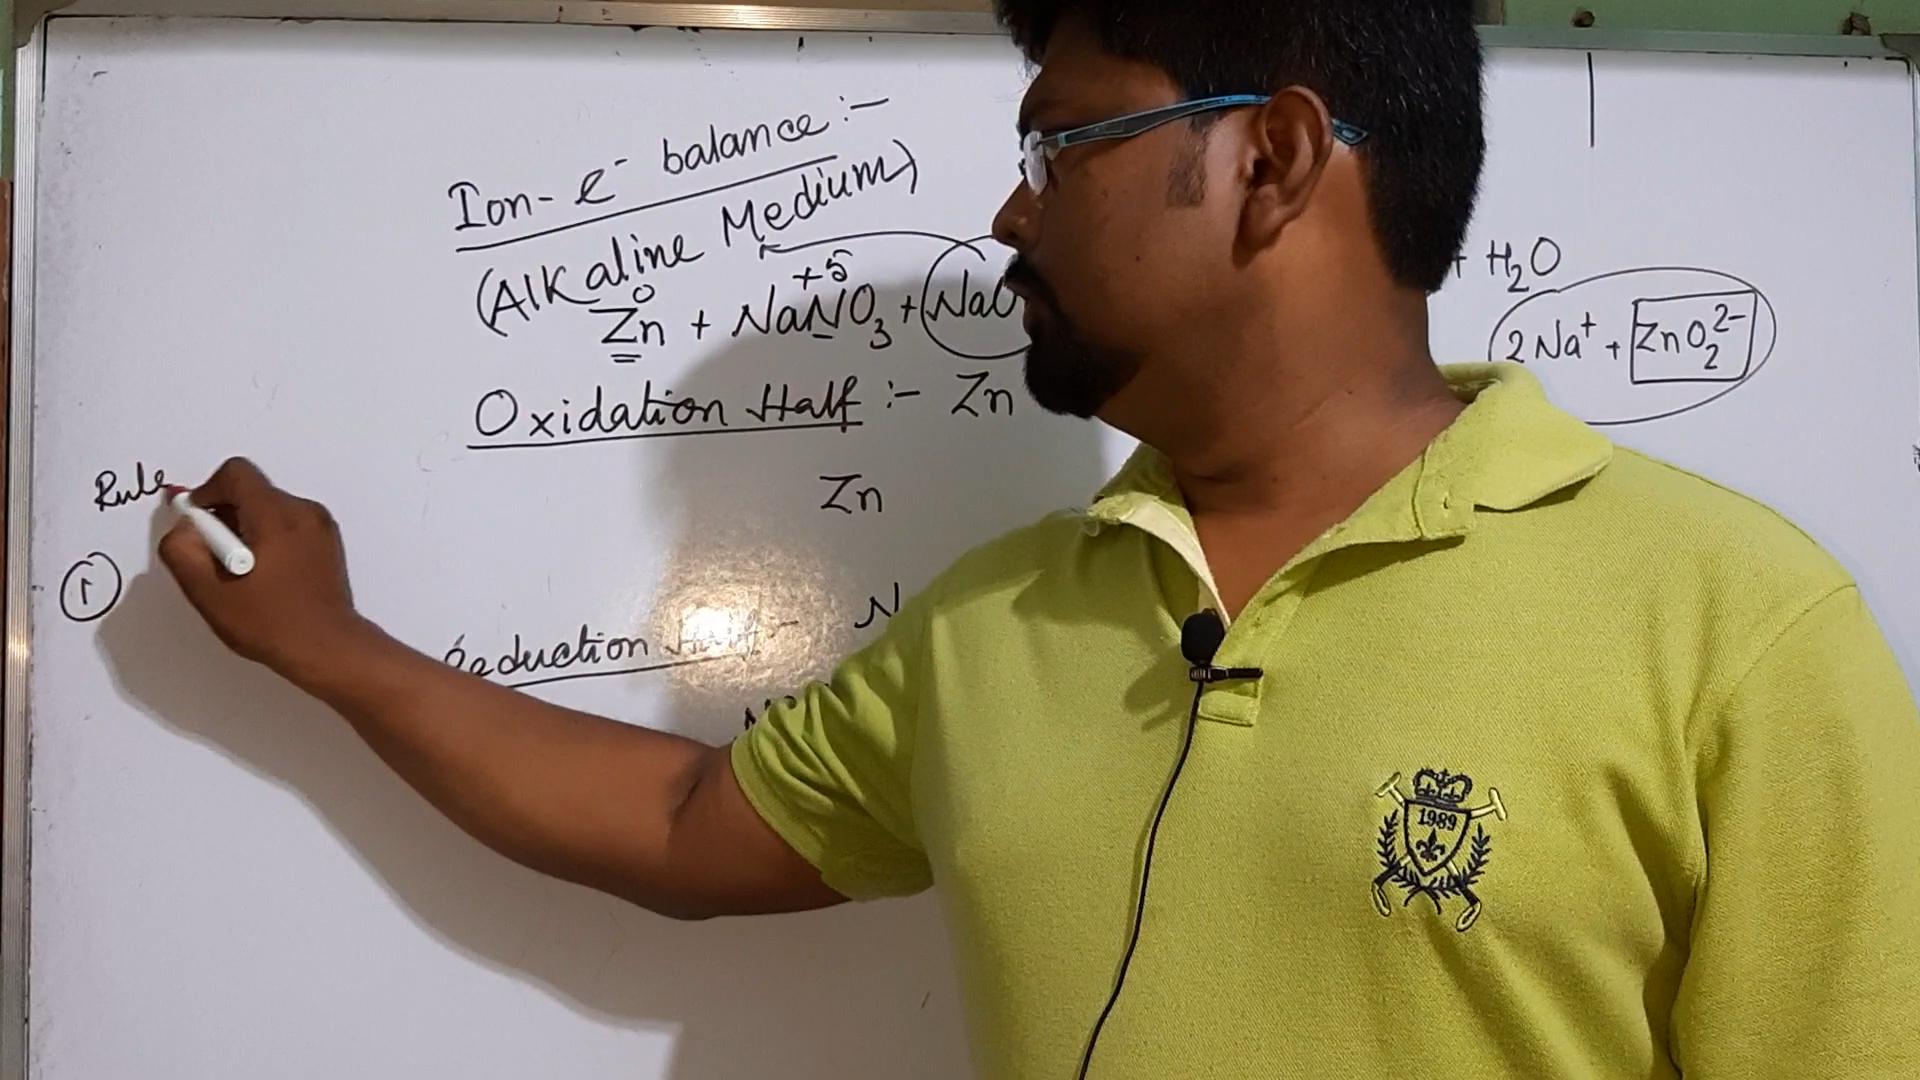 Ion-e⁻ balance :-
(Alkaline Medium)
0 +5
Zn + NaNO₃ + NaO
+ H₂O
2Na⁺ + ZnO₂²⁻
Oxidation Half :- Zn
Rule
Zn
1
Reduction Half :- N
1989